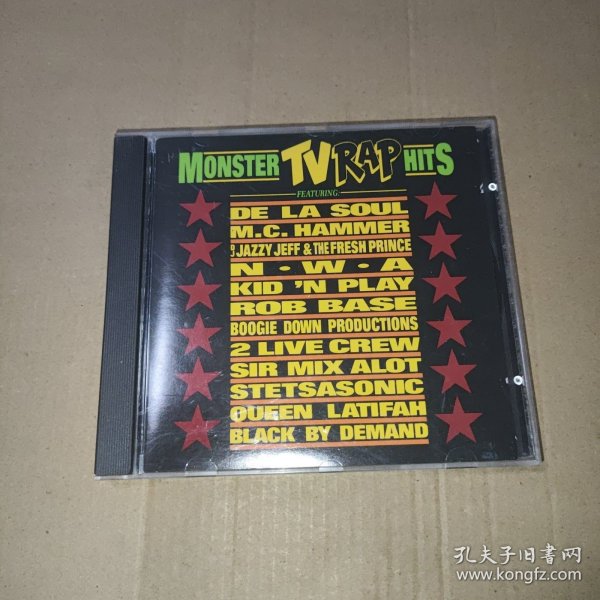 MONSTER TV RAP HITS
FEATURING:
DE LA SOUL
M.C. HAMMER
DJ JAZZY JEFF & THE FRESH PRINCE
N•W•A
KID 'N PLAY
ROB BASE
BOOGIE DOWN PRODUCTIONS
2 LIVE CREW
SIR MIX ALOT
STETSASONIC
QUEEN LATIFAH
BLACK BY DEMAND
孔夫子旧书网
www.kongfz.com